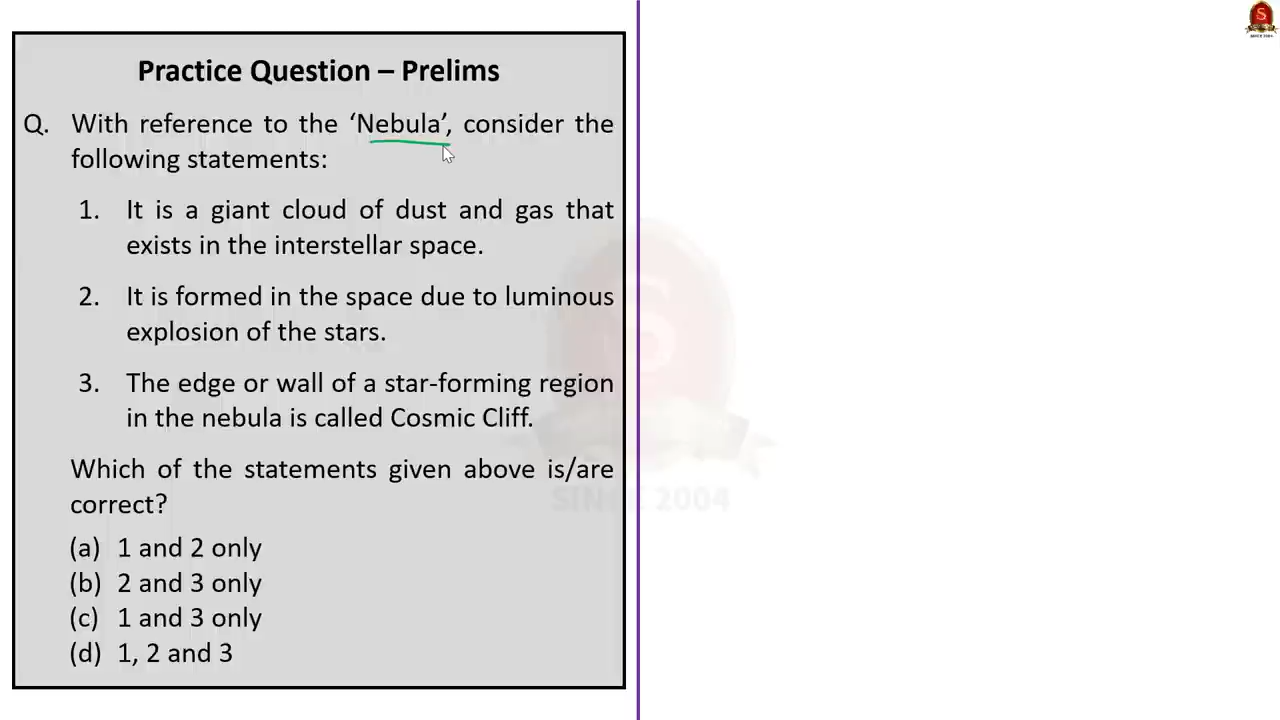 Practice Question – Prelims
Q. With reference to the ‘Nebula’, consider the
following statements:
1. It is a giant cloud of dust and gas that
exists in the interstellar space.
2. It is formed in the space due to luminous
explosion of the stars.
3. The edge or wall of a star-forming region
in the nebula is called Cosmic Cliff.
Which of the statements given above is/are
correct?
(a) 1 and 2 only
(b) 2 and 3 only
(c) 1 and 3 only
(d) 1, 2 and 3
S
SINCE 2004
S
SINCE 2004